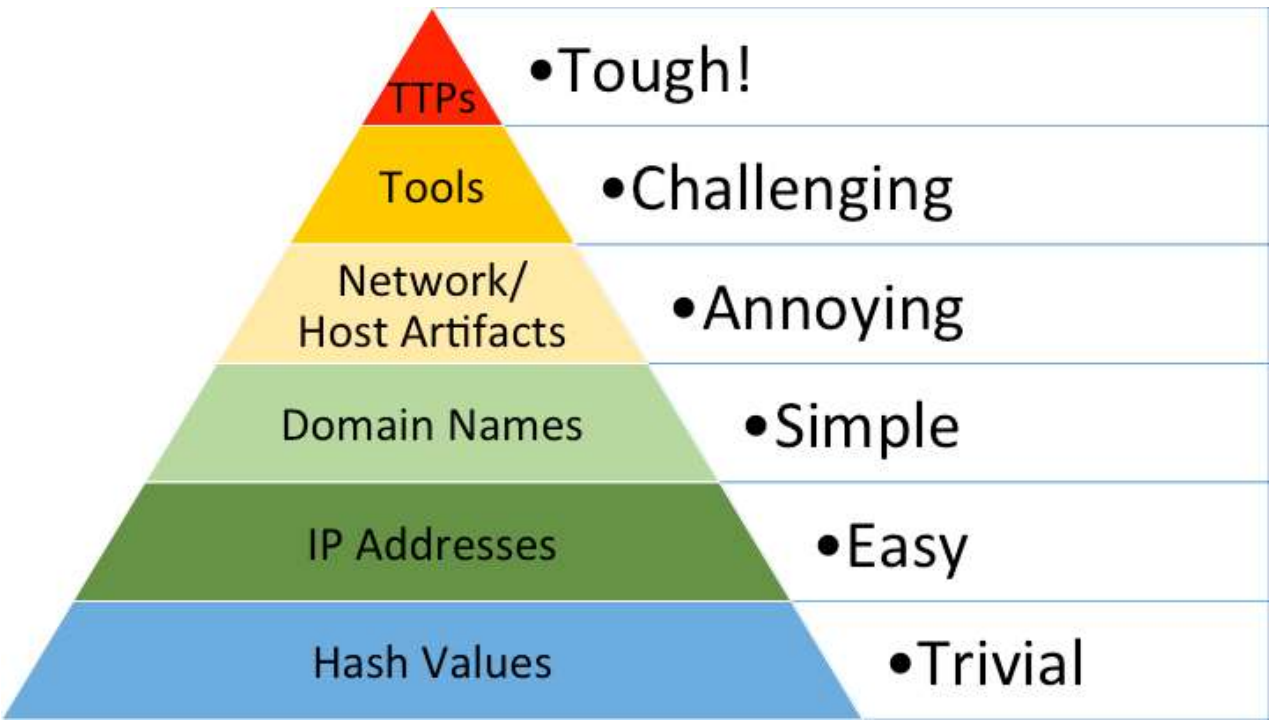 TTPs
•Tough!
Tools
•Challenging
Network/
Host Artifacts
•Annoying
Domain Names
•Simple
IP Addresses
•Easy
Hash Values
•Trivial